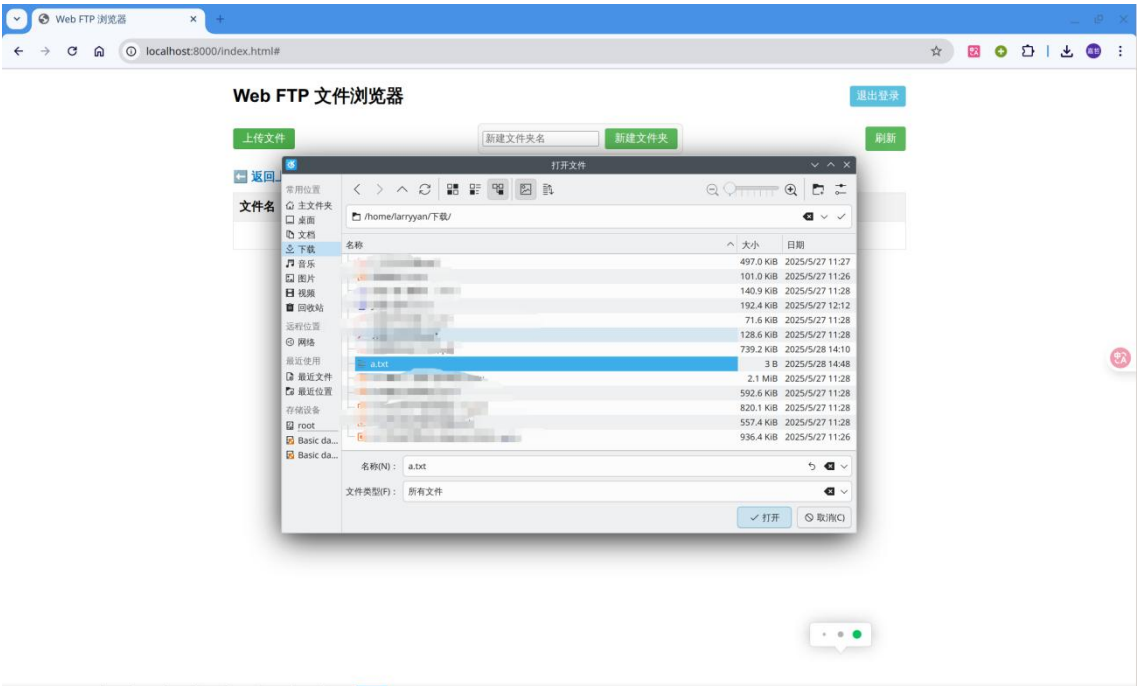 Web FTP 浏览器
localhost:8000/index.html#
Web FTP 文件浏览器
退出登录
上传文件
新建文件夹名
新建文件夹
刷新
返回
文件名
打开文件
常用位置
主文件夹
桌面
文档
下载
音乐
图片
视频
回收站
远程位置
网络
最近使用
最近文件
最近位置
存储设备
root
Basic da...
Basic da...
/home/larryyan/下载/
名称 大小 日期
497.0 KiB 2025/5/27 11:27
101.0 KiB 2025/5/27 11:26
140.9 KiB 2025/5/27 11:28
192.4 KiB 2025/5/27 12:12
71.6 KiB 2025/5/27 11:28
128.6 KiB 2025/5/27 11:28
739.2 KiB 2025/5/28 14:10
a.txt 3 B 2025/5/28 14:48
2.1 MiB 2025/5/27 11:28
592.6 KiB 2025/5/27 11:28
820.1 KiB 2025/5/27 11:28
557.4 KiB 2025/5/27 11:28
936.4 KiB 2025/5/27 11:26
名称(N)： a.txt
文件类型(F)： 所有文件
打开
取消(C)